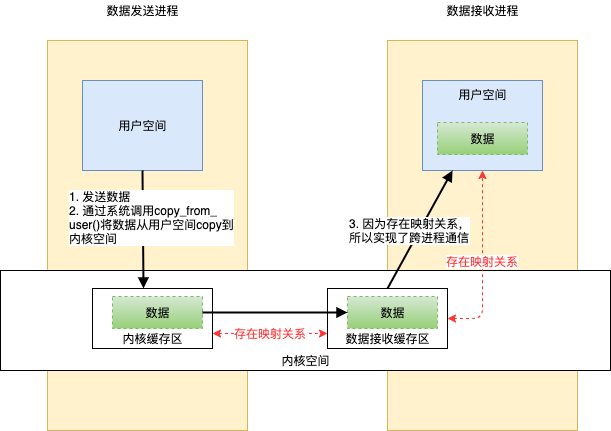 数据发送进程
数据接收进程
用户空间
用户空间
数据
1. 发送数据
2. 通过系统调用copy_from_
user()将数据从用户空间copy到
内核空间
3. 因为存在映射关系，
所以实现了跨进程通信
存在映射关系
数据
内核缓存区
存在映射关系
数据
数据接收缓存区
内核空间